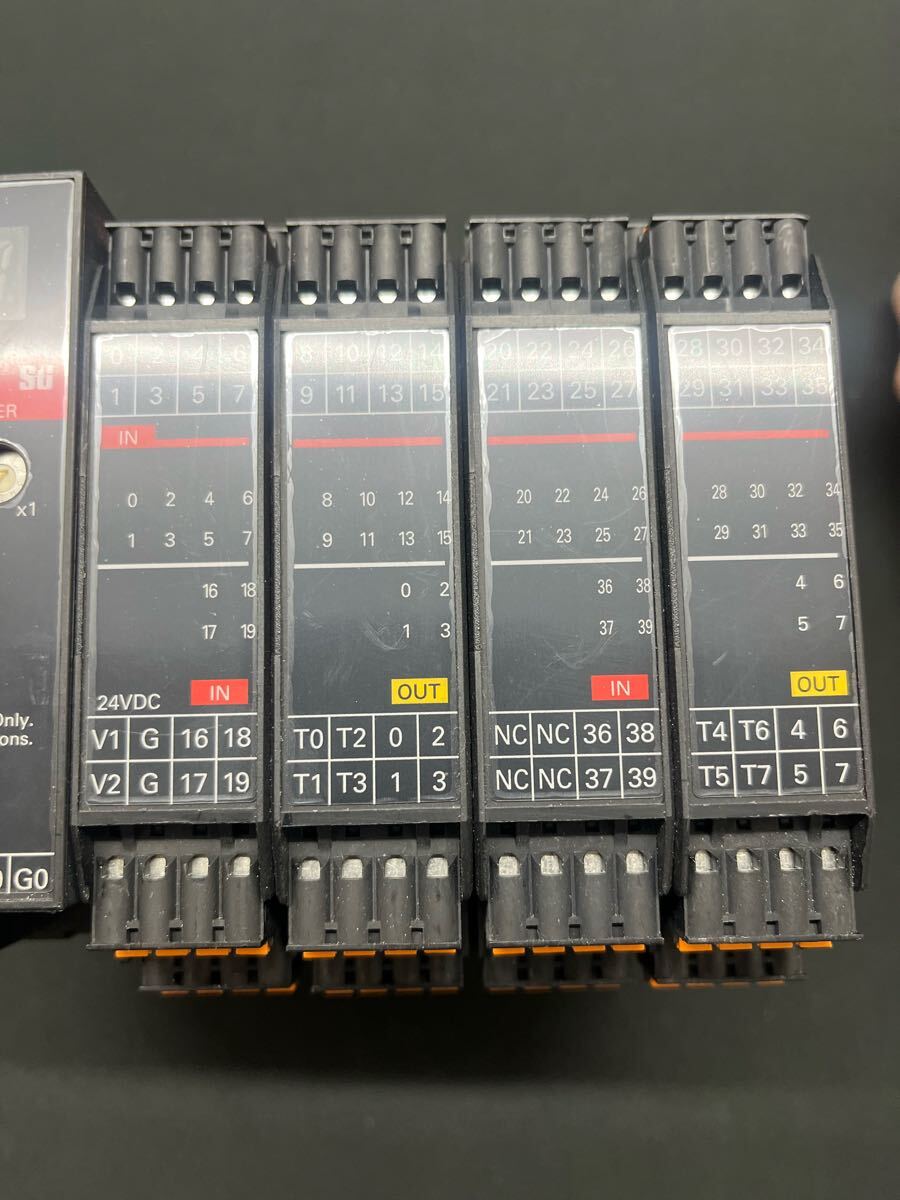 Sti
ER
x1
Only.
ons.
G0
0 2 4 6
1 3 5 7
IN
0 2 4 6
1 3 5 7
16 18
17 19
24VDC IN
V1 G 16 18
V2 G 17 19
8 10 12 14
9 11 13 15
8 10 12 14
9 11 13 15
0 2
1 3
OUT
T0 T2 0 2
T1 T3 1 3
20 22 24 26
21 23 25 27
20 22 24 26
21 23 25 27
36 38
37 39
IN
NC NC 36 38
NC NC 37 39
28 30 32 34
29 31 33 35
28 30 32 34
29 31 33 35
4 6
5 7
OUT
T4 T6 4 6
T5 T7 5 7